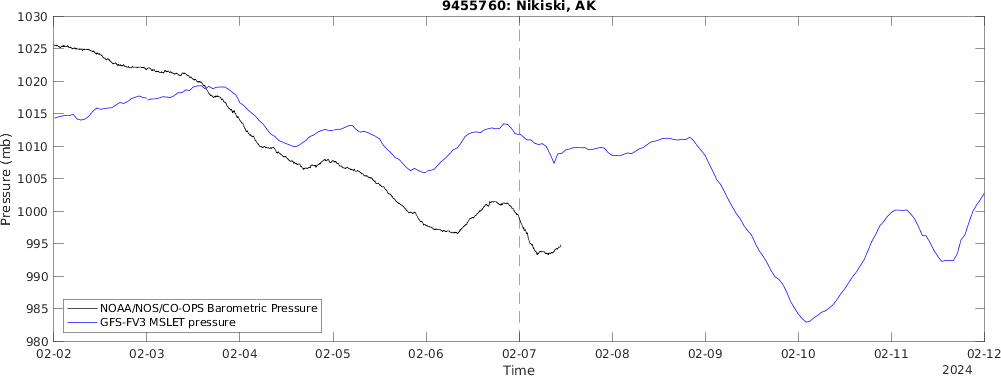 9455760: Nikiski, AK
1030
1025
1020
1015
1010
1005
1000
995
990
985
980
Pressure (mb)
NOAA/NOS/CO-OPS Barometric Pressure
GFS-FV3 MSLET pressure
02-02 02-03 02-04 02-05 02-06 02-07 02-08 02-09 02-10 02-11 02-12
Time
2024